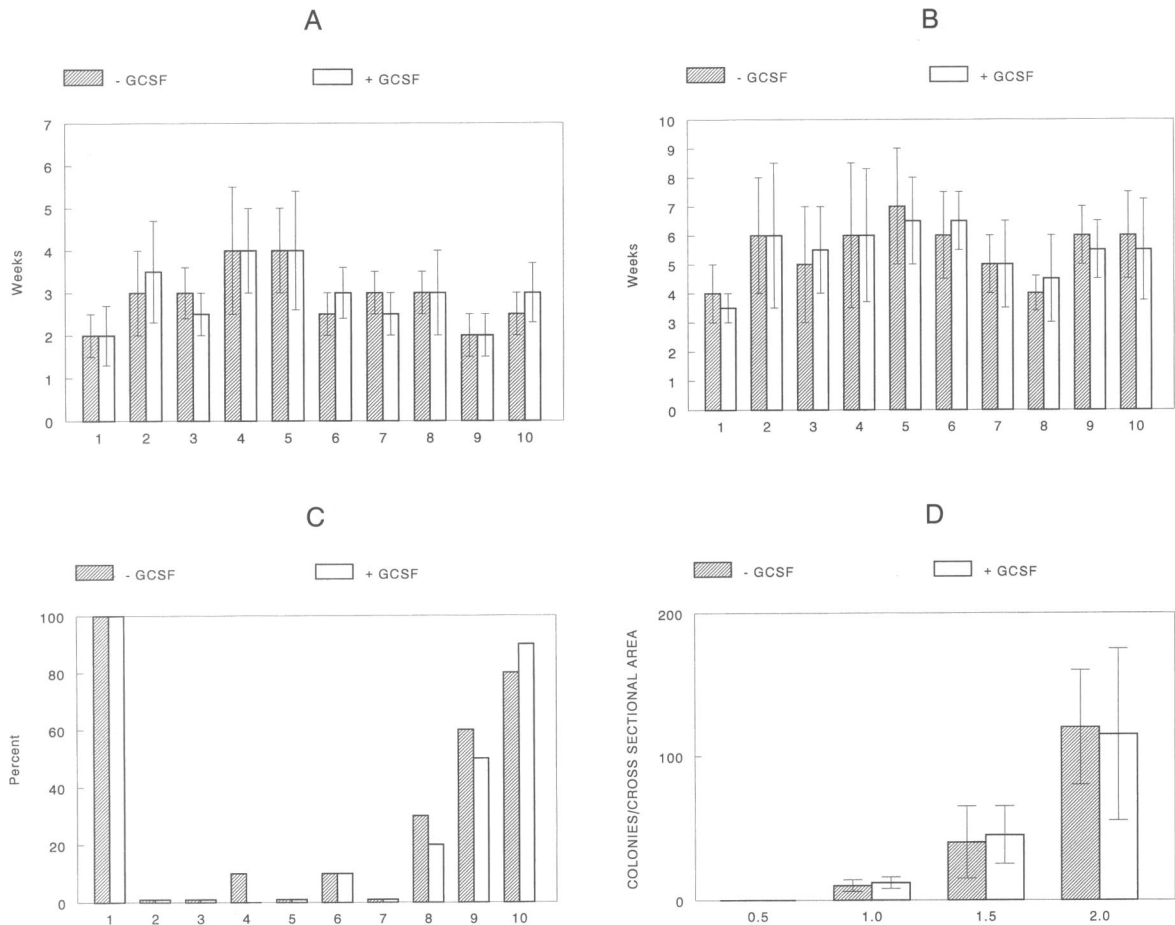 A
- GCSF + GCSF
Weeks
7
6
5
4
3
2
1
0
1 2 3 4 5 6 7 8 9 10
B
- GCSF + GCSF
Weeks
10
9
8
7
6
5
4
3
2
1
0
1 2 3 4 5 6 7 8 9 10
C
- GCSF + GCSF
Percent
100
80
60
40
20
0
1 2 3 4 5 6 7 8 9 10
D
- GCSF + GCSF
COLONIES/CROSS SECTIONAL AREA
200
100
0
0.5 1.0 1.5 2.0